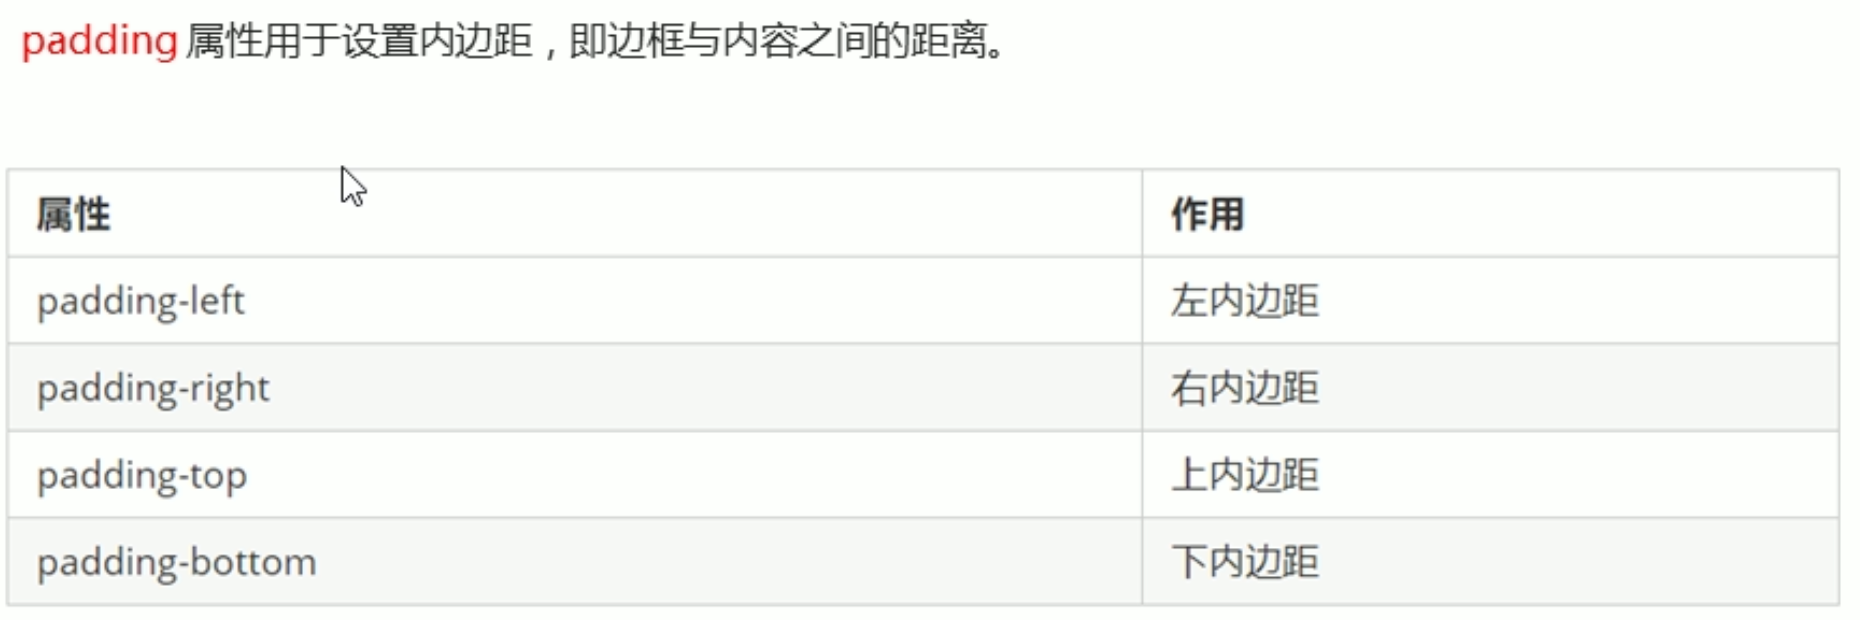 padding 属性用于设置内边距，即边框与内容之间的距离。
属性 作用
padding-left 左内边距
padding-right 右内边距
padding-top 上内边距
padding-bottom 下内边距